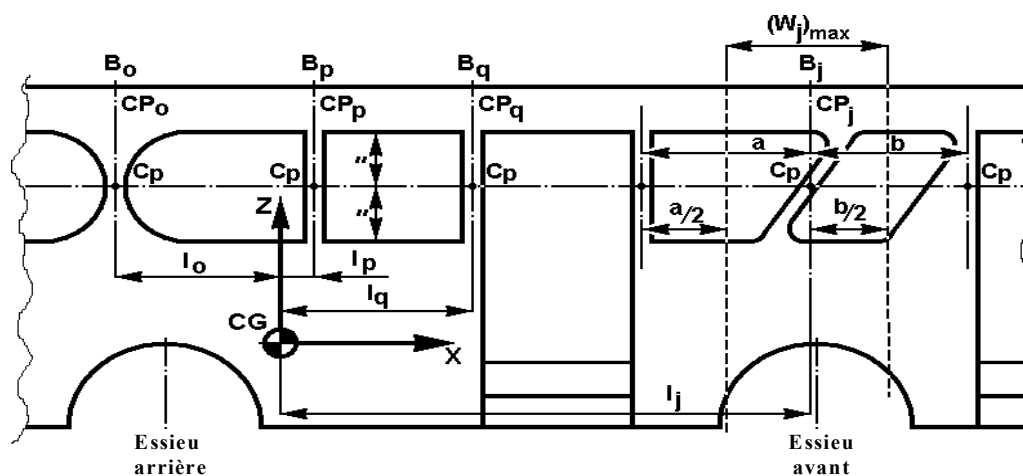 (Wj)max
Bo
Bp
Bq
Bj
CPo
CPp
CPq
CPj
a
b
Cp
Cp
Cp
Cp
Cp
Z
a/2
b/2
lo
lp
lq
CG
X
lj
Essieu
arrière
Essieu
avant